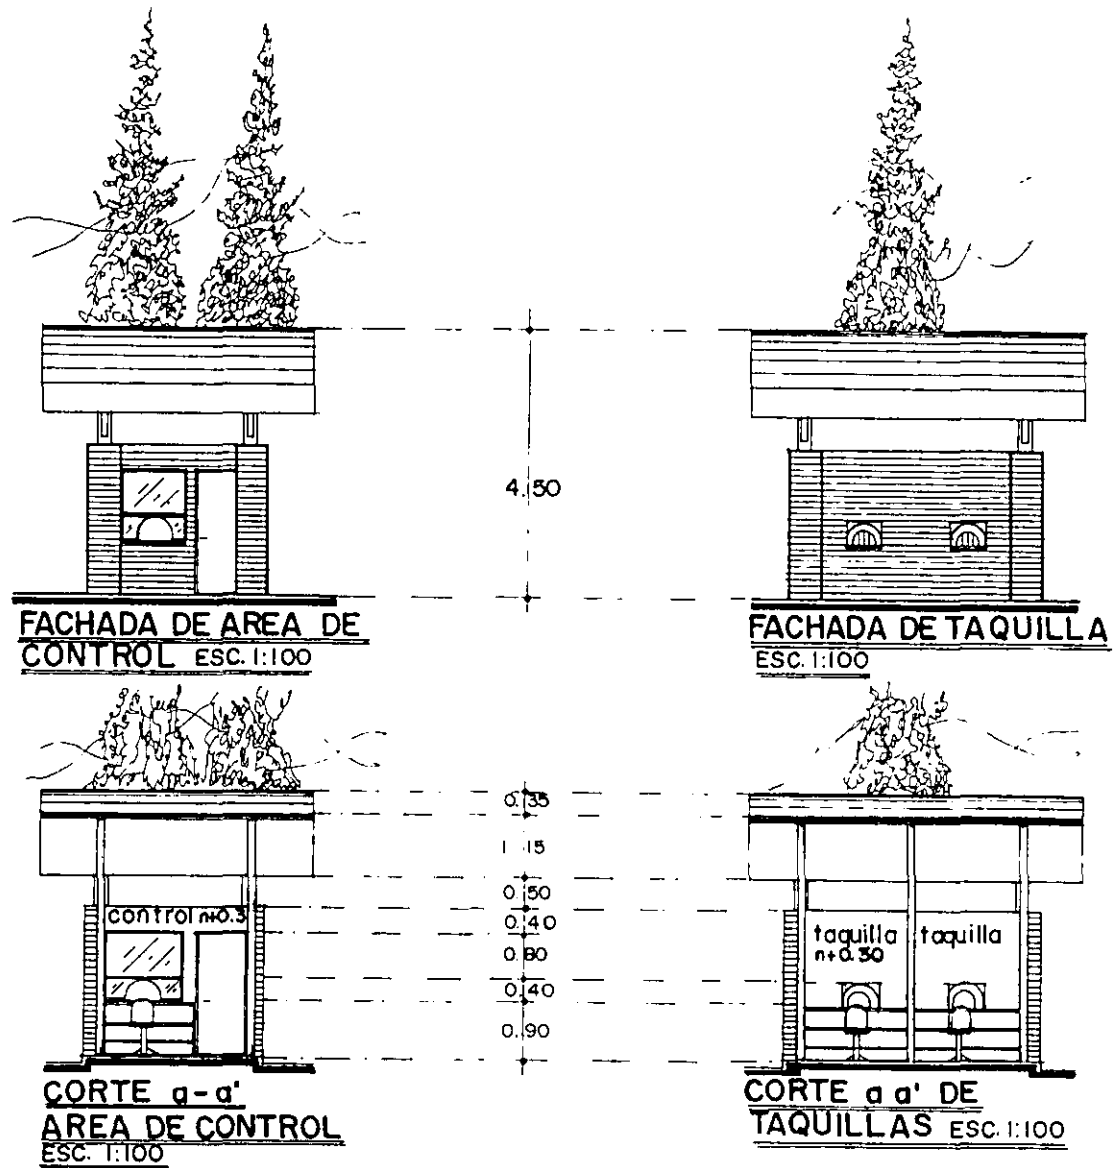 4.50
FACHADA DE AREA DE
CONTROL ESC. 1:100
FACHADA DE TAQUILLA
ESC. 1:100
0.35
1.15
0.50
0.40
0.80
0.40
0.90
control n+0.3
taquilla
n+0.30
taquilla
CORTE a-a'
AREA DE CONTROL
ESC. 1:100
CORTE a a' DE
TAQUILLAS ESC. 1:100